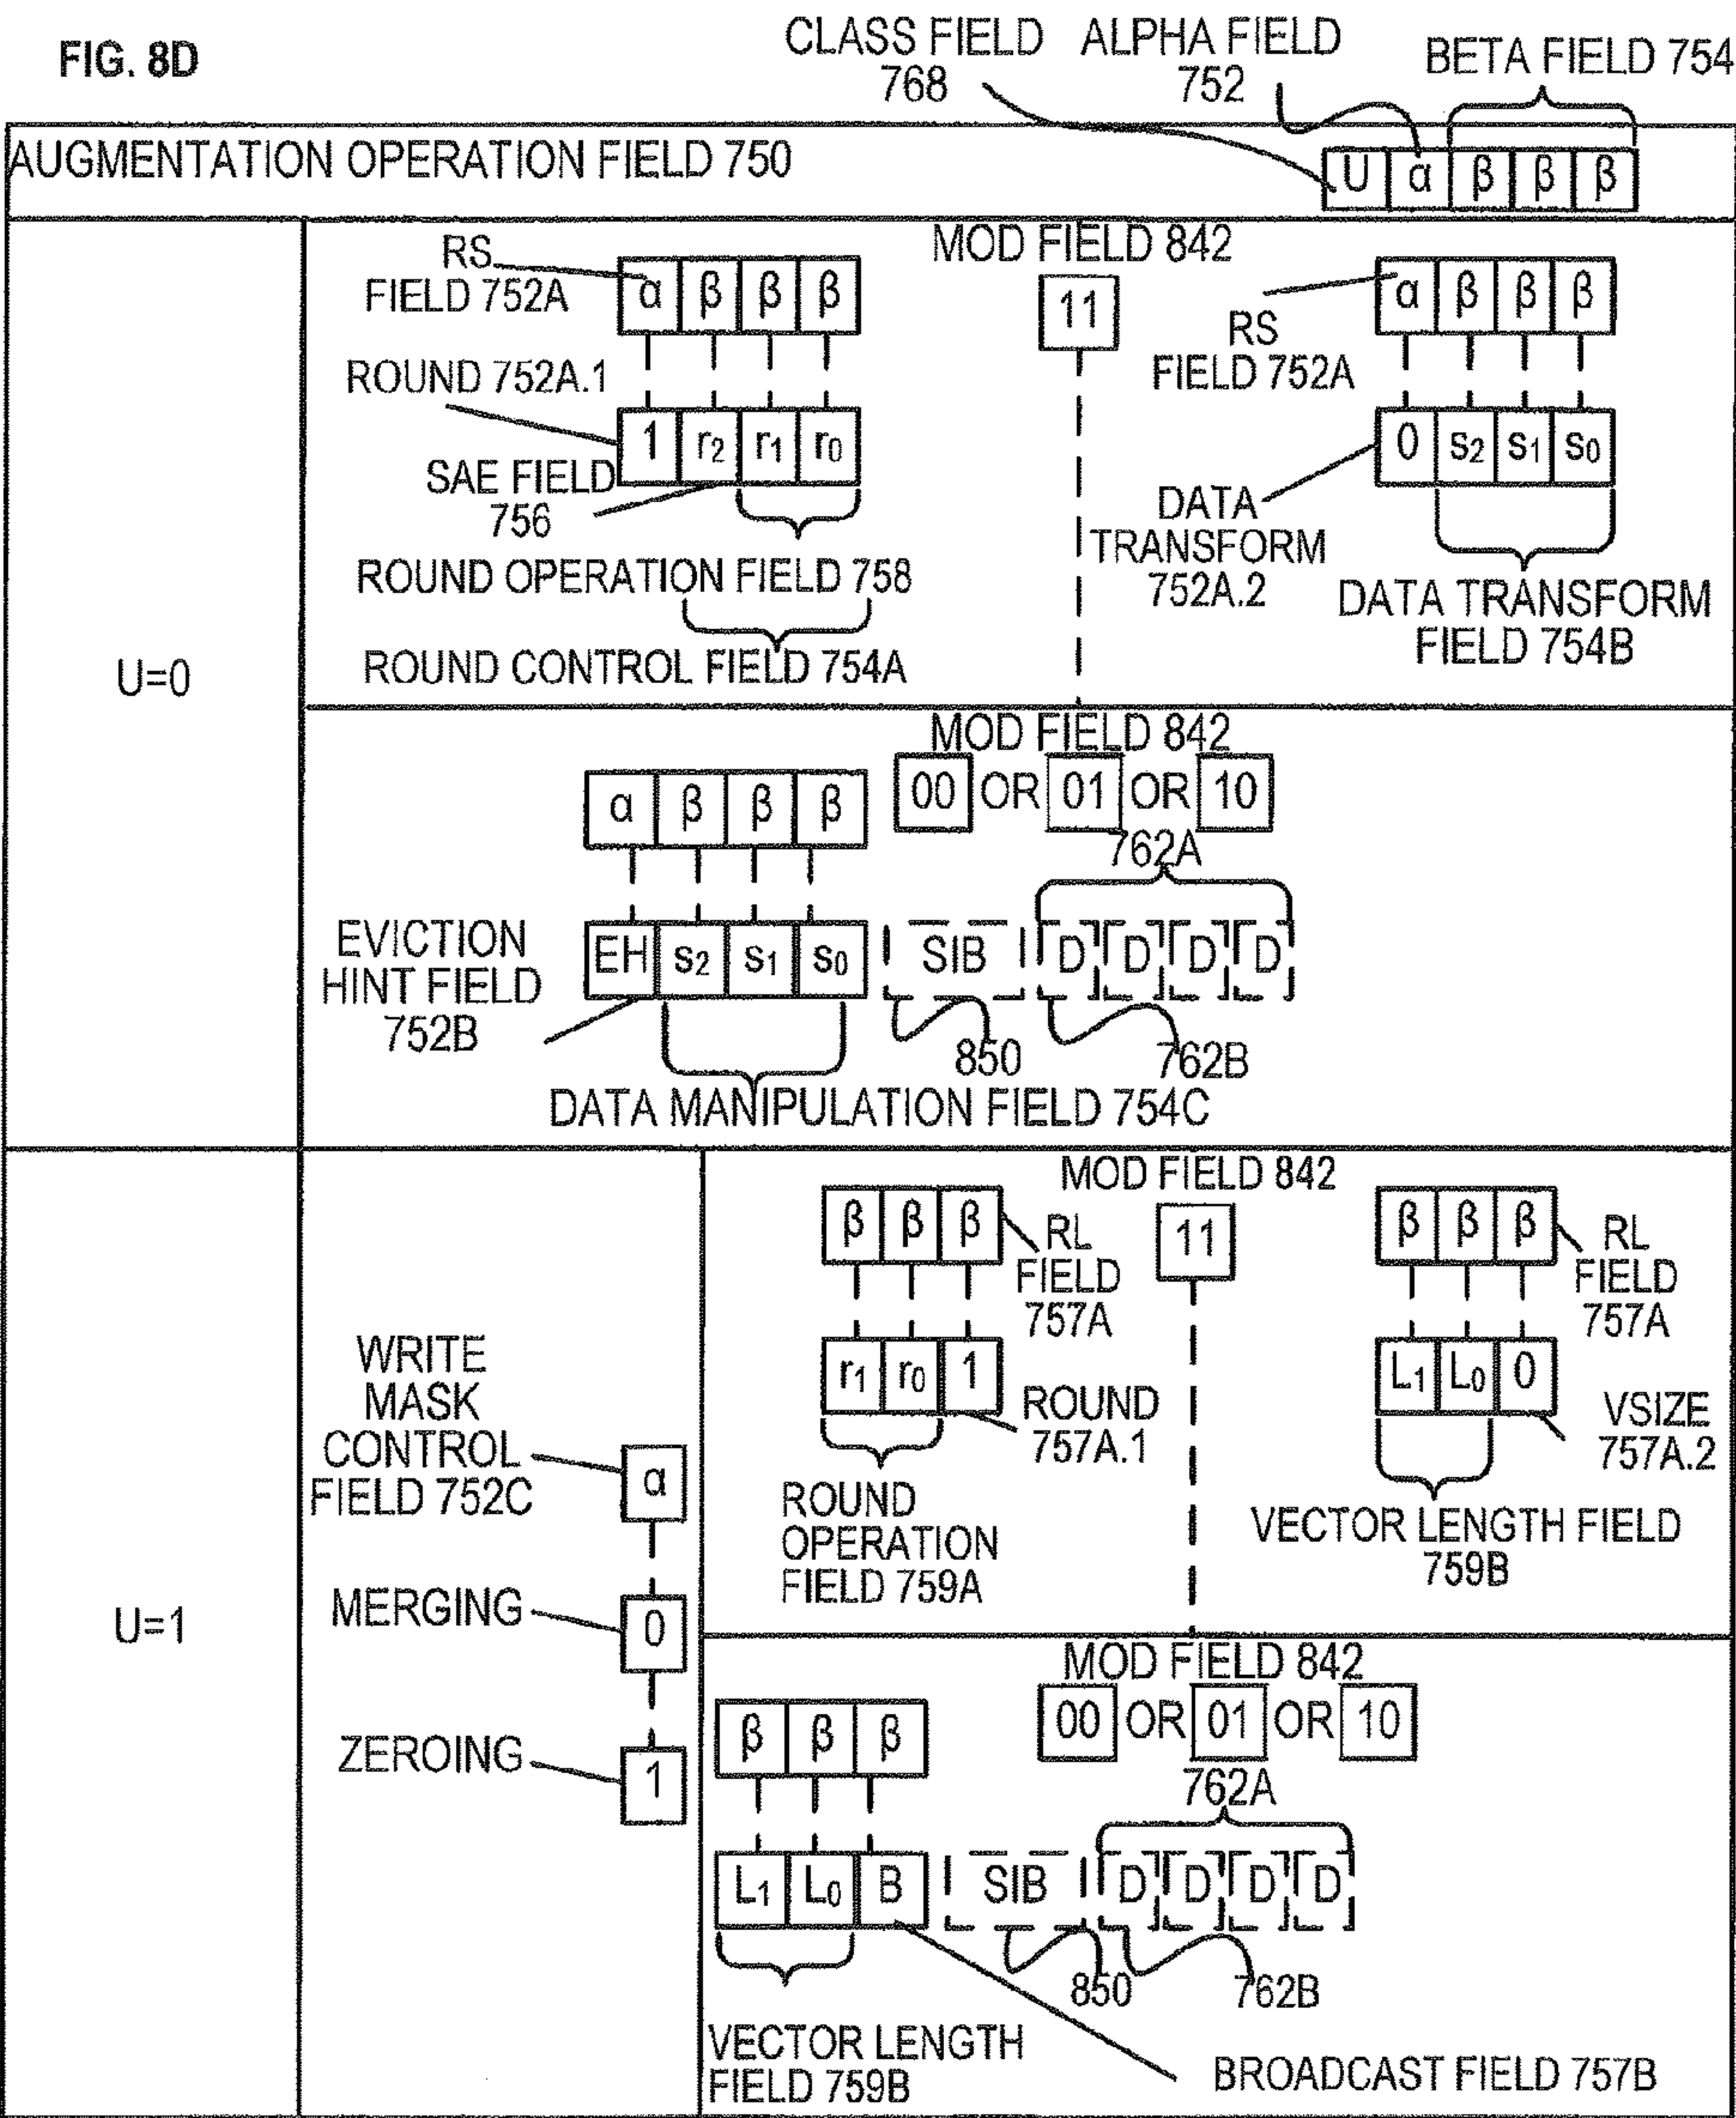 FIG. 8D
CLASS FIELD
768
ALPHA FIELD
752
BETA FIELD 754
AUGMENTATION OPERATION FIELD 750
U α β β β
U=0
RS
FIELD 752A
α β β β
ROUND 752A.1
1 r2 r1 r0
SAE FIELD
756
ROUND OPERATION FIELD 758
ROUND CONTROL FIELD 754A
MOD FIELD 842
11
α β β β
RS
FIELD 752A
0 s2 s1 s0
DATA
TRANSFORM
752A.2
DATA TRANSFORM
FIELD 754B
MOD FIELD 842
00 OR 01 OR 10
α β β β
762A
EVICTION
HINT FIELD
752B
EH s2 s1 s0 SIB D D D D
850
762B
DATA MANIPULATION FIELD 754C
U=1
WRITE
MASK
CONTROL
FIELD 752C
α
MERGING
0
ZEROING
1
MOD FIELD 842
11
β β β
RL
FIELD
757A
r1 r0 1
ROUND
757A.1
ROUND
OPERATION
FIELD 759A
β β β
RL
FIELD
757A
L1 L0 0
VSIZE
757A.2
VECTOR LENGTH FIELD
759B
MOD FIELD 842
00 OR 01 OR 10
β β β
762A
L1 L0 B SIB D D D D
850
762B
VECTOR LENGTH
FIELD 759B
BROADCAST FIELD 757B